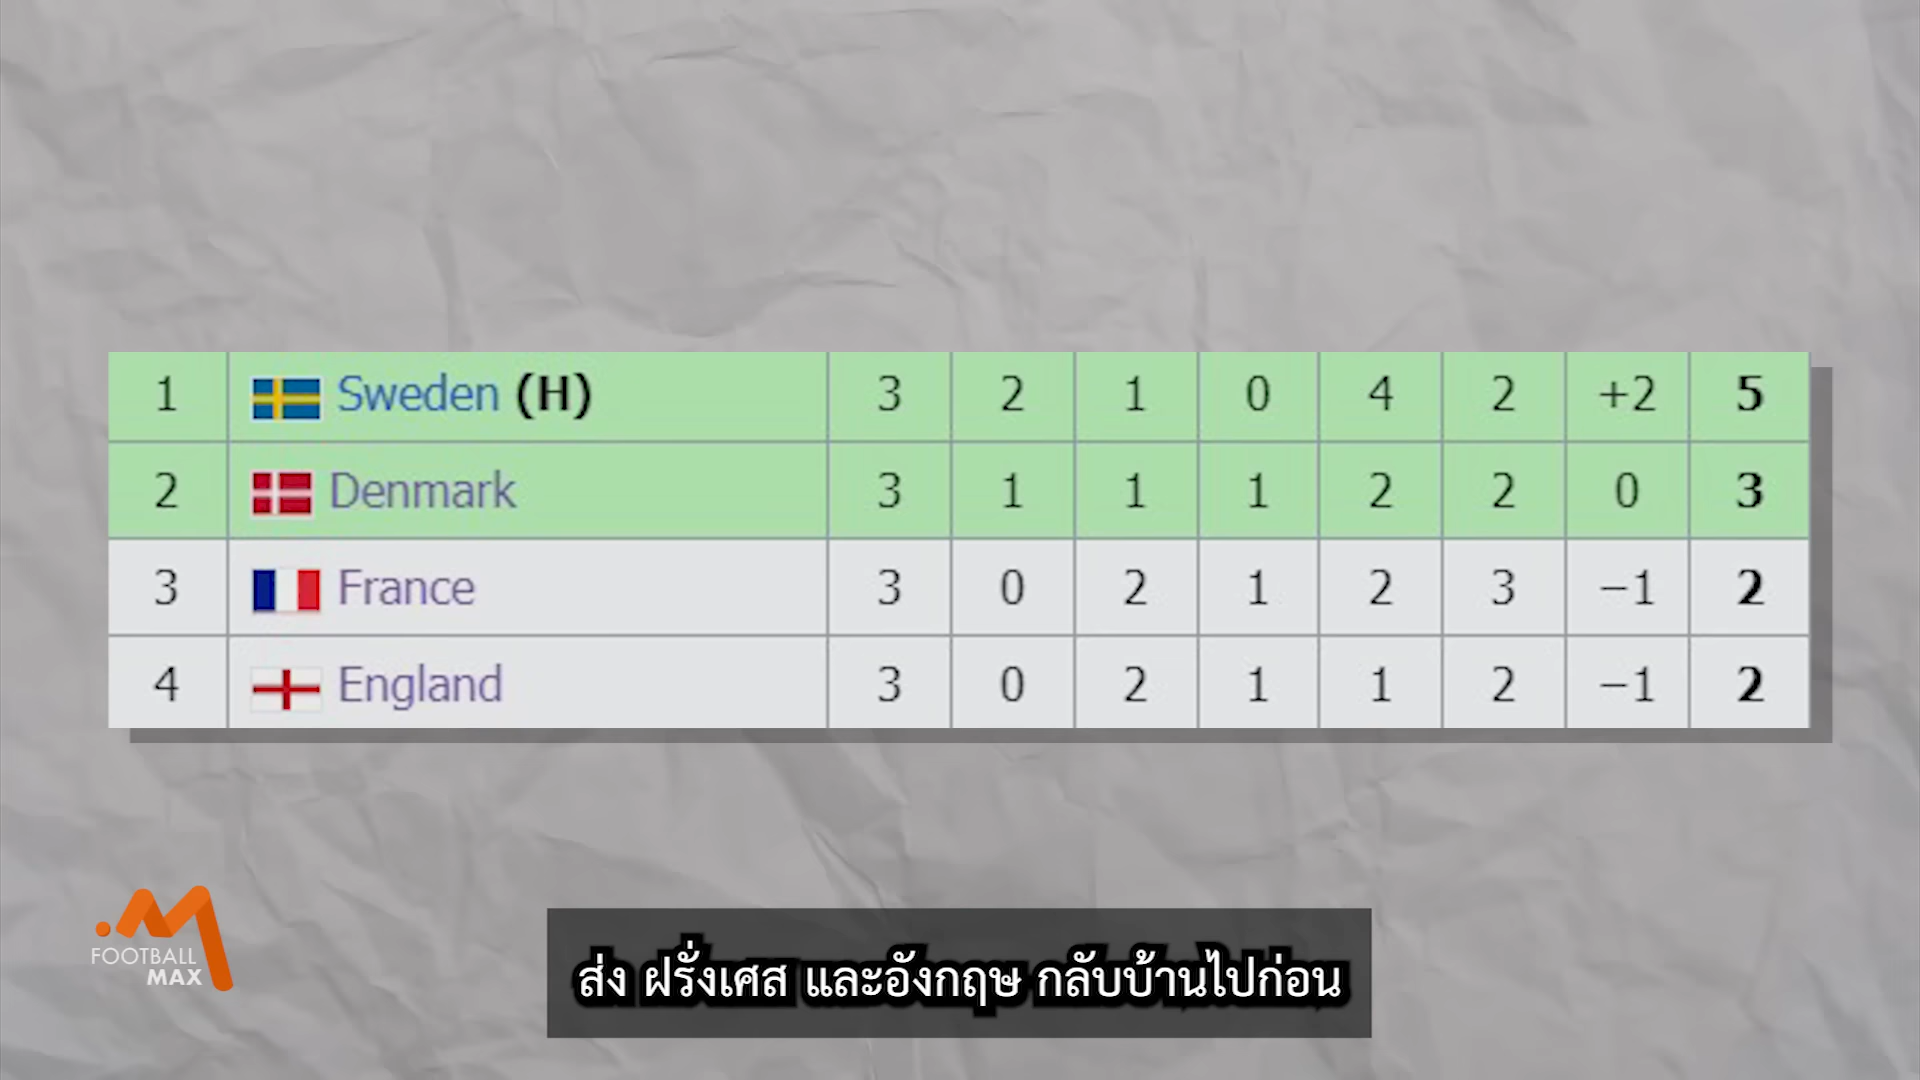 1 Sweden (H) 3 2 1 0 4 2 +2 5
2 Denmark 3 1 1 1 2 2 0 3
3 France 3 0 2 1 2 3 −1 2
4 England 3 0 2 1 1 2 −1 2
FOOTBALL
MAX
ส่ง ฝรั่งเศส และอังกฤษ กลับบ้านไปก่อน